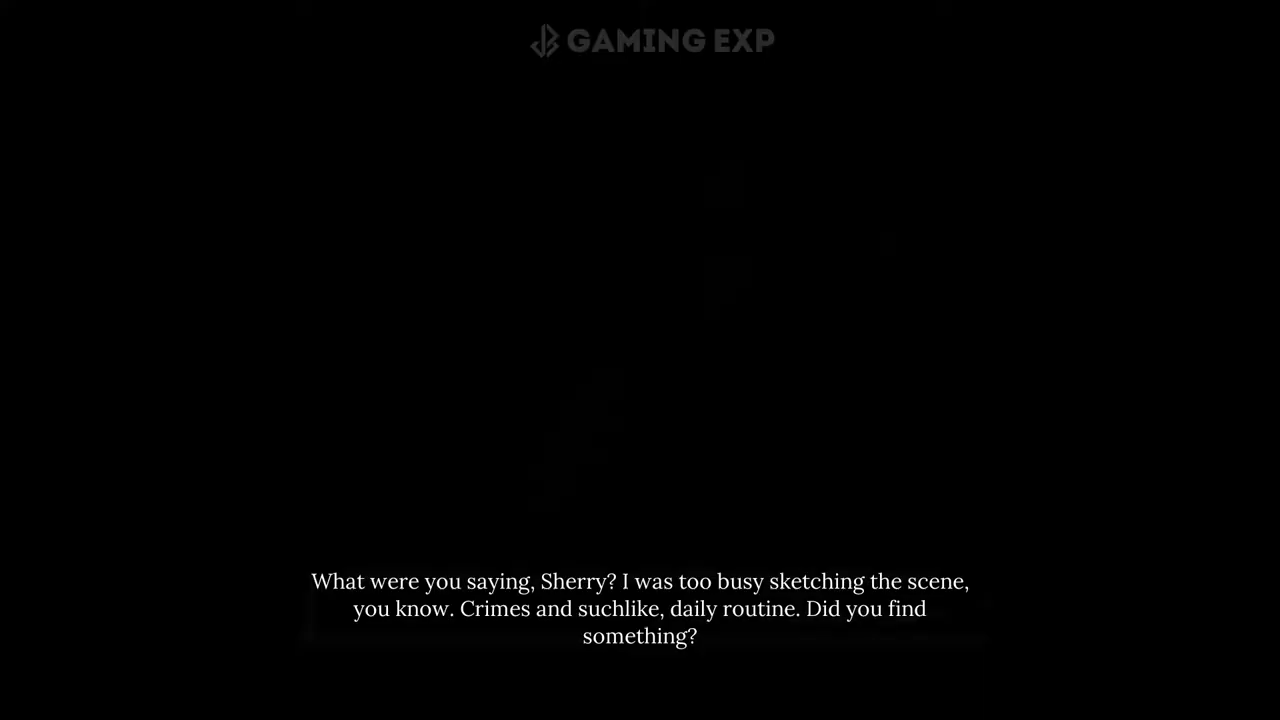 GAMING EXP
What were you saying, Sherry? I was too busy sketching the scene,
you know. Crimes and suchlike, daily routine. Did you find
something?